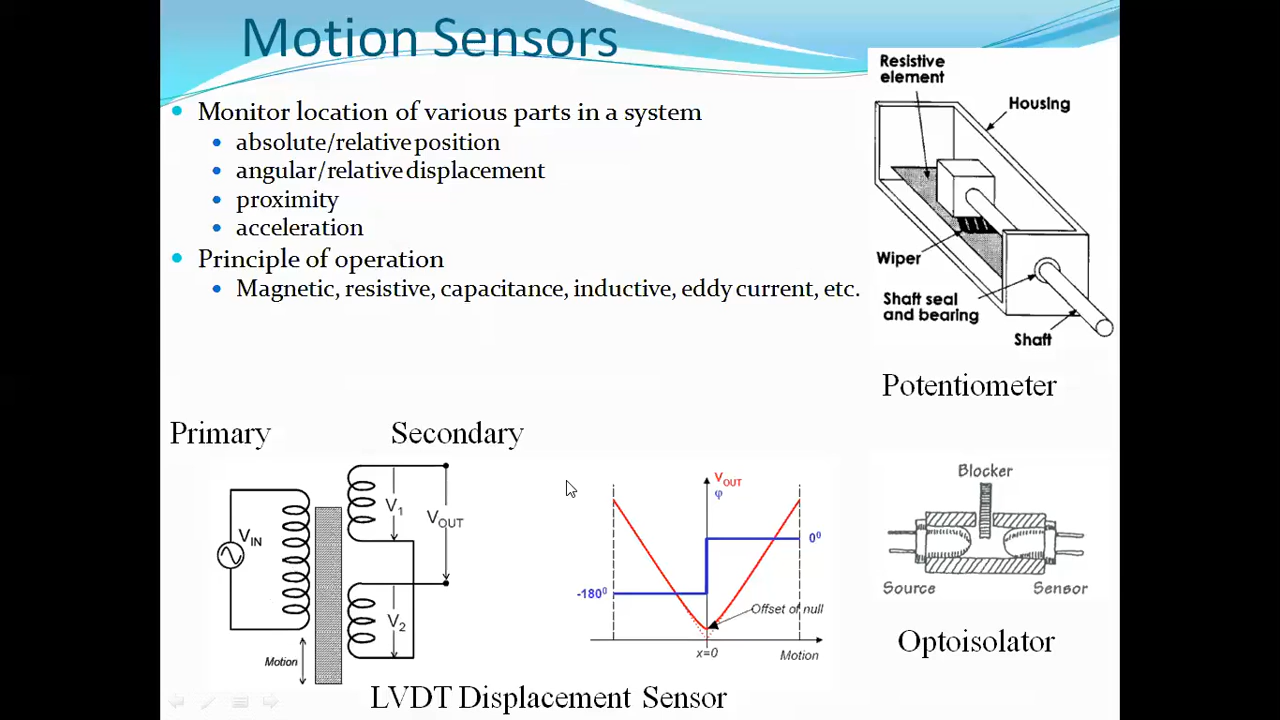 Motion Sensors
Monitor location of various parts in a system
absolute/relative position
angular/relative displacement
proximity
acceleration
Principle of operation
Magnetic, resistive, capacitance, inductive, eddy current, etc.
Resistive
element
Housing
Wiper
Shaft seal
and bearing
Shaft
Potentiometer
Primary
Secondary
VIN
V1
VOUT
V2
Motion
VOUT
φ
0⁰
-180⁰
Offset of null
x=0
Motion
LVDT Displacement Sensor
Blocker
Source
Sensor
Optoisolator